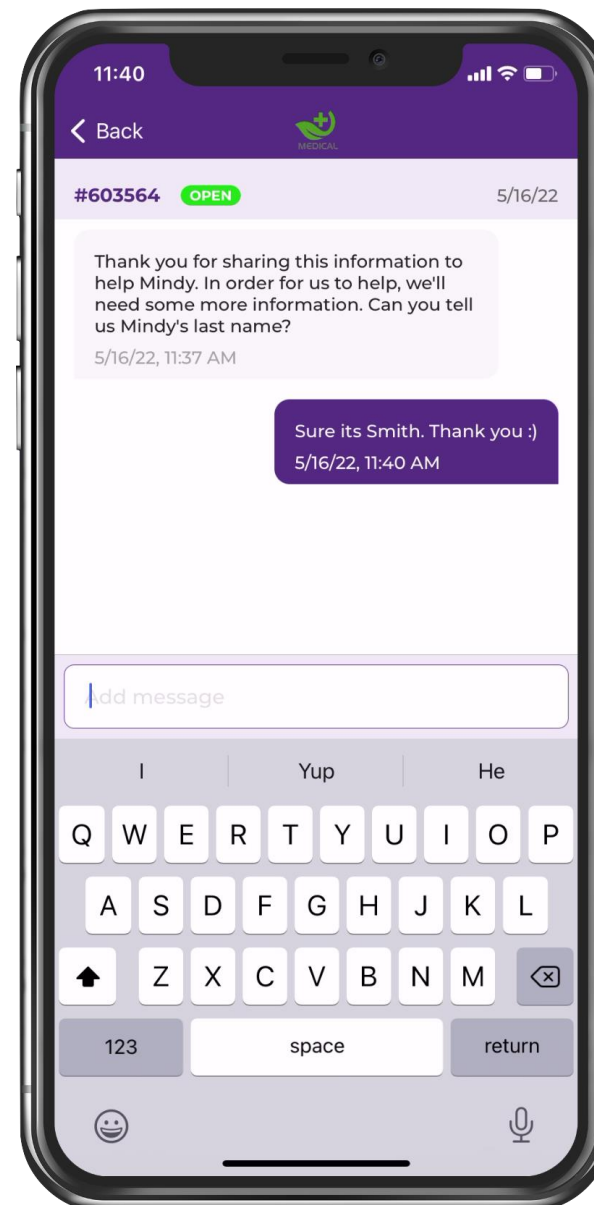 11:40
Back
MEDICAL
#603564 OPEN 5/16/22
Thank you for sharing this information to
help Mindy. In order for us to help, we'll
need some more information. Can you tell
us Mindy's last name?
5/16/22, 11:37 AM
Sure its Smith. Thank you :)
5/16/22, 11:40 AM
Add message
I Yup He
Q W E R T Y U I O P
A S D F G H J K L
Z X C V B N M
123 space return